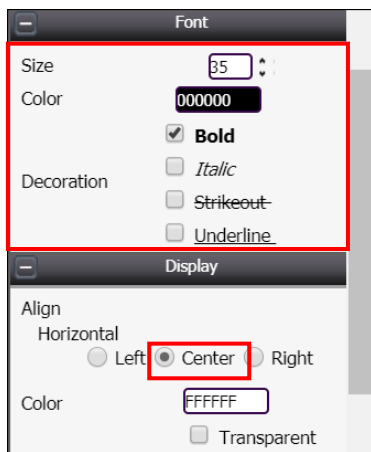 Font
Size 35
Color 000000
Bold
Italic
Decoration
Strikeout
Underline
Display
Align
Horizontal
Left Center Right
Color FFFFFF
Transparent